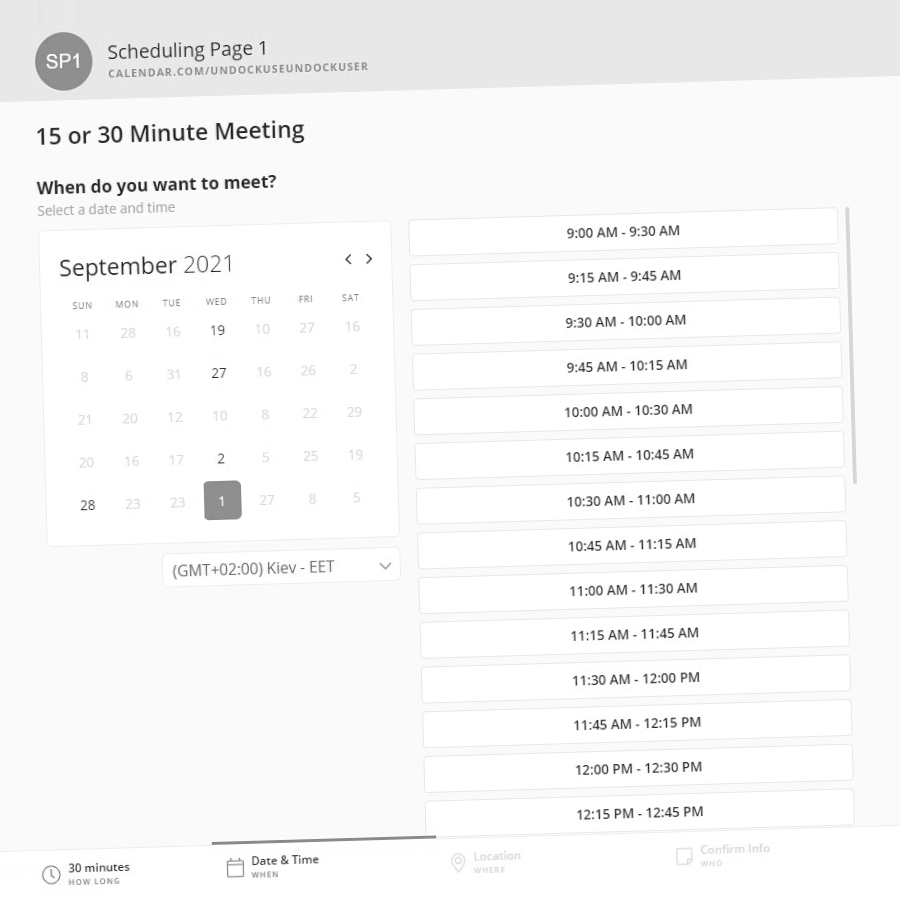 SP1
Scheduling Page 1
CALENDAR.COM/UNDOCKUSEUNDOCKUSER
15 or 30 Minute Meeting
When do you want to meet?
Select a date and time
September 2021
SUN MON TUE WED THU FRI SAT
11 28 16 19 10 27 16
8 6 31 27 16 26 2
21 20 12 10 8 22 29
20 16 17 2 5 25 19
28 23 23 1 27 8 5
(GMT+02:00) Kiev - EET
9:00 AM - 9:30 AM
9:15 AM - 9:45 AM
9:30 AM - 10:00 AM
9:45 AM - 10:15 AM
10:00 AM - 10:30 AM
10:15 AM - 10:45 AM
10:30 AM - 11:00 AM
10:45 AM - 11:15 AM
11:00 AM - 11:30 AM
11:15 AM - 11:45 AM
11:30 AM - 12:00 PM
11:45 AM - 12:15 PM
12:00 PM - 12:30 PM
12:15 PM - 12:45 PM
30 minutes
HOW LONG
Date & Time
WHEN
Location
WHERE
Confirm Info
WHO